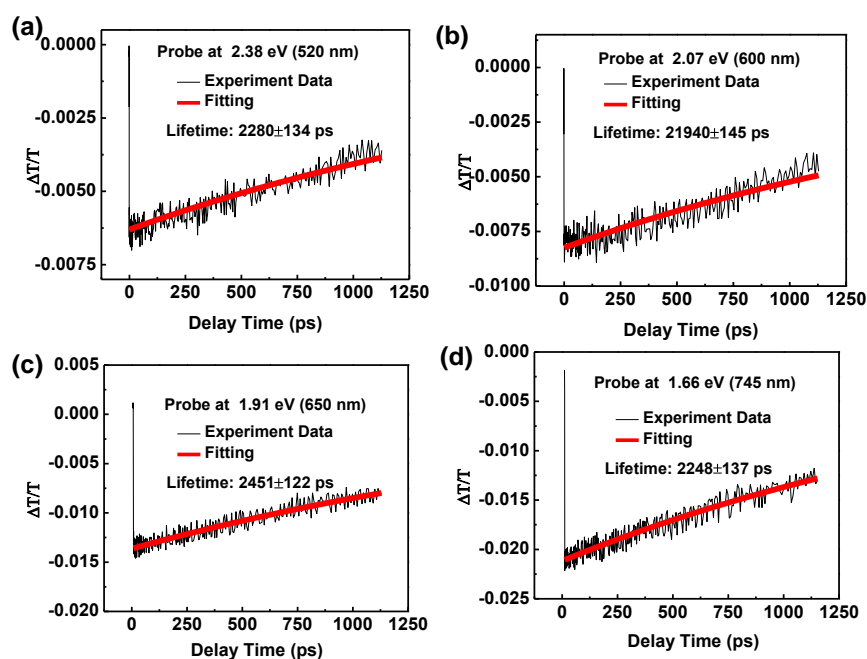 (a)
0.0000
-0.0025
-0.0050
-0.0075
ΔT/T
Probe at 2.38 eV (520 nm)
Experiment Data
Fitting
Lifetime: 2280±134 ps
0 250 500 750 1000 1250
Delay Time (ps)
(b)
0.0000
-0.0025
-0.0050
-0.0075
-0.0100
ΔT/T
Probe at 2.07 eV (600 nm)
Experiment Data
Fitting
Lifetime: 21940±145 ps
0 250 500 750 1000 1250
Delay Time (ps)
(c)
0.005
0.000
-0.005
-0.010
-0.015
-0.020
ΔT/T
Probe at 1.91 eV (650 nm)
Experiment Data
Fitting
Lifetime: 2451±122 ps
0 250 500 750 1000 1250
Delay Time (ps)
(d)
0.000
-0.005
-0.010
-0.015
-0.020
-0.025
ΔT/T
Probe at 1.66 eV (745 nm)
Experiment Data
Fitting
Lifetime: 2248±137 ps
0 250 500 750 1000 1250
Delay Time (ps)